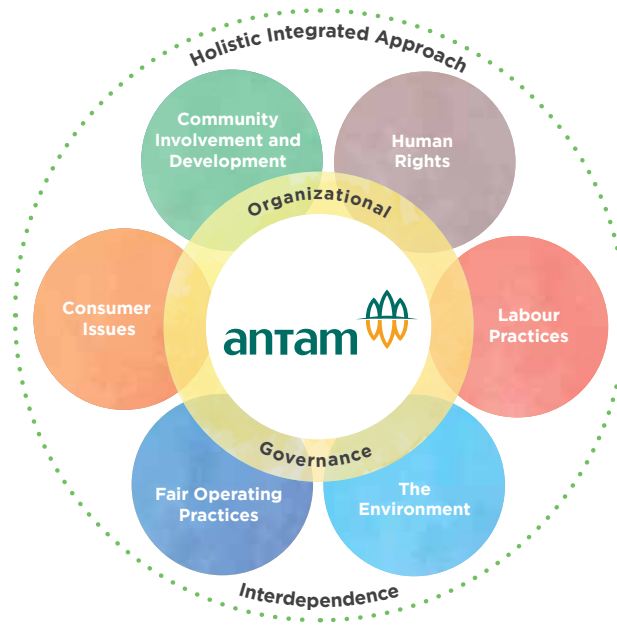 Holistic Integrated Approach
Community
Involvement and
Development
Human
Rights
Organizational
Consumer
Issues
antam
Labour
Practices
Governance
Fair Operating
Practices
The
Environment
Interdependence